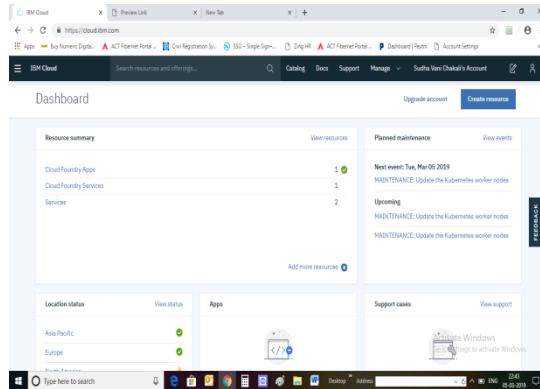 IBM Cloud
Preview Link
New Tab
https://cloud.ibm.com
Apps
Buy Numeric Digita...
ACT Fibernet Portal...
Civil Registration Sy...
SSO - Single Sign-...
Zing HR
ACT Fibernet Portal...
Dashboard | Paytm
Account Settings
IBM Cloud
Search resources and offerings...
Catalog
Docs
Support
Manage
Sudha Vani Chakali's Account
Dashboard
Upgrade account
Create resource
Resource summary
View resources
Cloud Foundry Apps
1
Cloud Foundry Services
1
Services
2
Add more resources
Planned maintenance
View events
Next event: Tue, Mar 05 2019
MAINTENANCE: Update the Kubernetes worker nodes
Upcoming
MAINTENANCE: Update the Kubernetes worker nodes
MAINTENANCE: Update the Kubernetes worker nodes
FEEDBACK
Location status
View status
Asia Pacific
Europe
North America
Apps
Support cases
View support
Activate Windows
Go to Settings to activate Windows.
Type here to search
Desktop
Address
ENG
22:43
05-03-2019